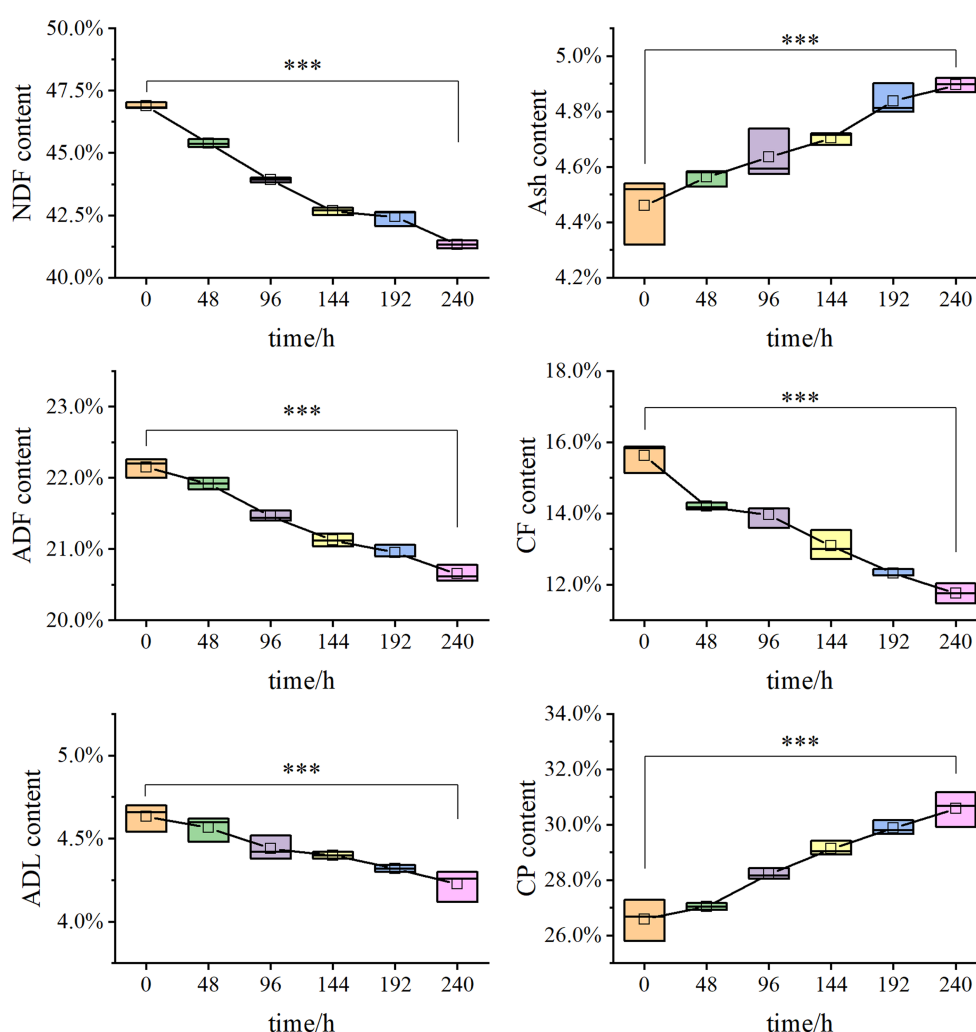 50.0%
47.5%
45.0%
42.5%
40.0%
NDF content
***
0 48 96 144 192 240
time/h
5.0%
4.8%
4.6%
4.4%
4.2%
Ash content
***
0 48 96 144 192 240
time/h
23.0%
22.0%
21.0%
20.0%
ADF content
***
0 48 96 144 192 240
time/h
18.0%
16.0%
14.0%
12.0%
CF content
***
0 48 96 144 192 240
time/h
5.0%
4.5%
4.0%
ADL content
***
0 48 96 144 192 240
time/h
34.0%
32.0%
30.0%
28.0%
26.0%
CP content
***
0 48 96 144 192 240
time/h